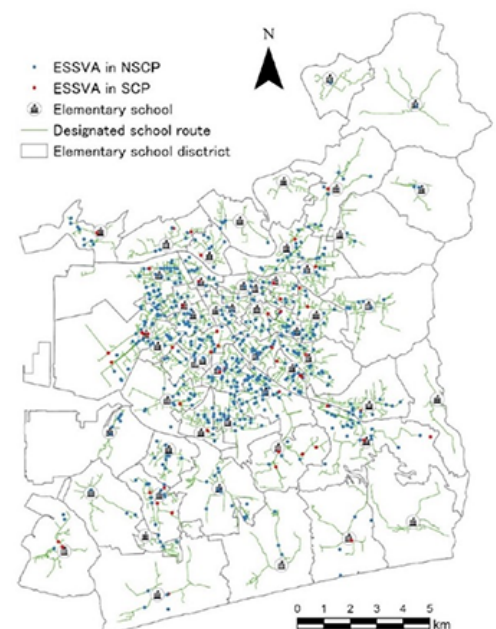 N
ESSVA in NSCP
ESSVA in SCP
Elementary school
Designated school route
Elementary school disctrict
0 1 2 3 4 5
km